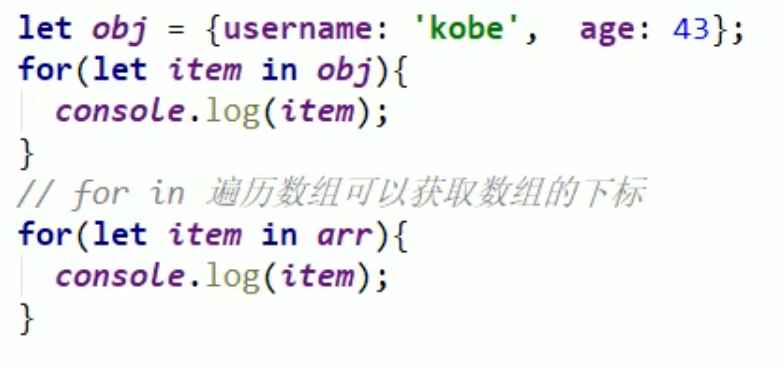 let obj = {username: 'kobe',  age: 43};
for(let item in obj){
  console.log(item);
}
// for in 遍历数组可以获取数组的下标
for(let item in arr){
  console.log(item);
}